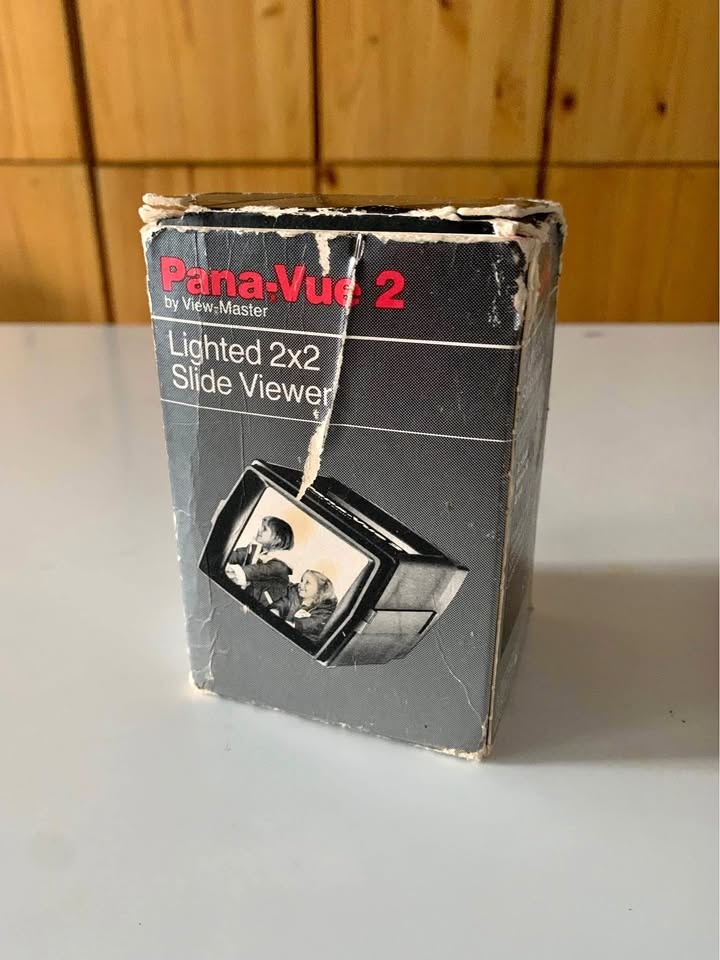 Pana-Vue 2
by View-Master
Lighted 2x2
Slide Viewer